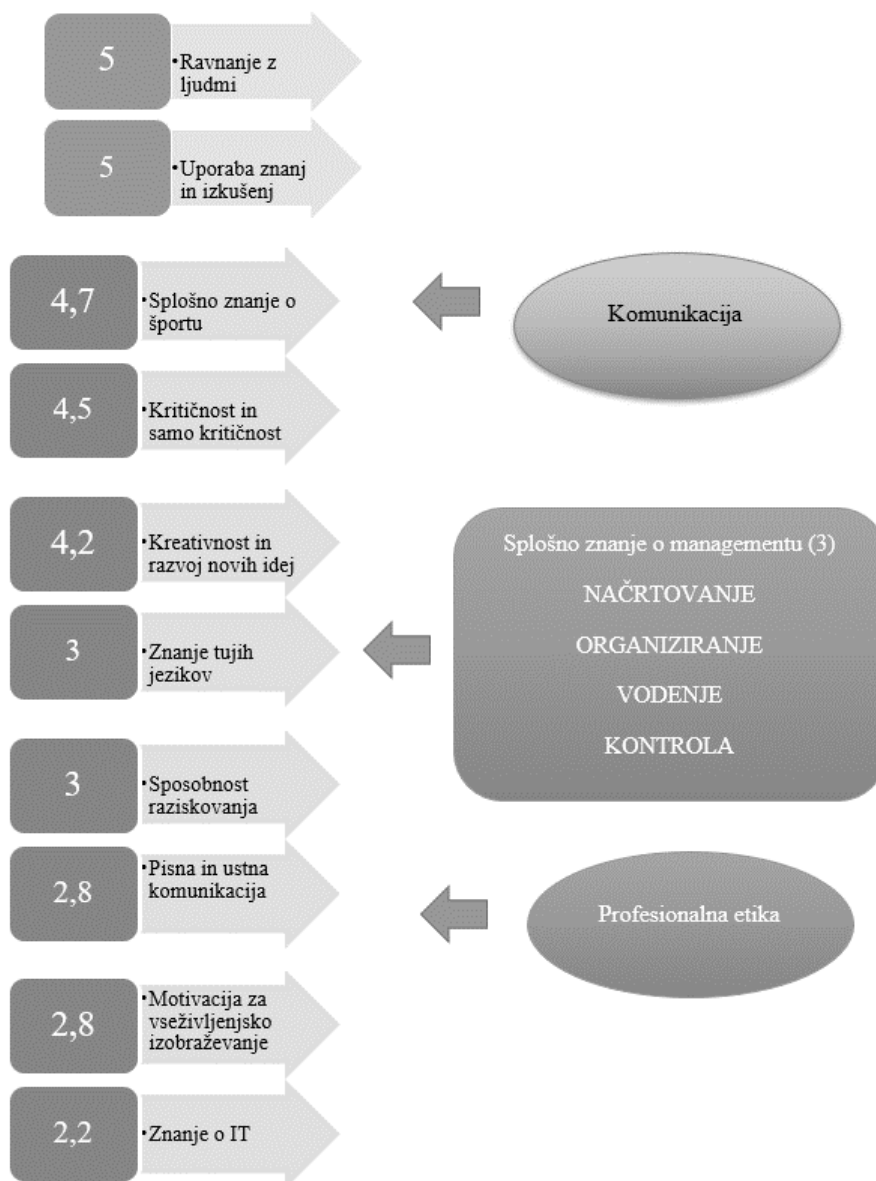 5
•Ravnanje z
ljudmi
5
•Uporaba znanj
in izkušenj
4,7
•Splošno znanje o
športu
4,5
•Kritičnost in
samo kritičnost
Komunikacija
4,2
•Kreativnost in
razvoj novih idej
3
•Znanje tujih
jezikov
Splošno znanje o managementu (3)
NAČRTOVANJE
ORGANIZIRANJE
VODENJE
KONTROLA
3
•Sposobnost
raziskovanja
2,8
•Pisna in ustna
komunikacija
Profesionalna etika
2,8
•Motivacija za
vseživljenjsko
izobraževanje
2,2
•Znanje o IT